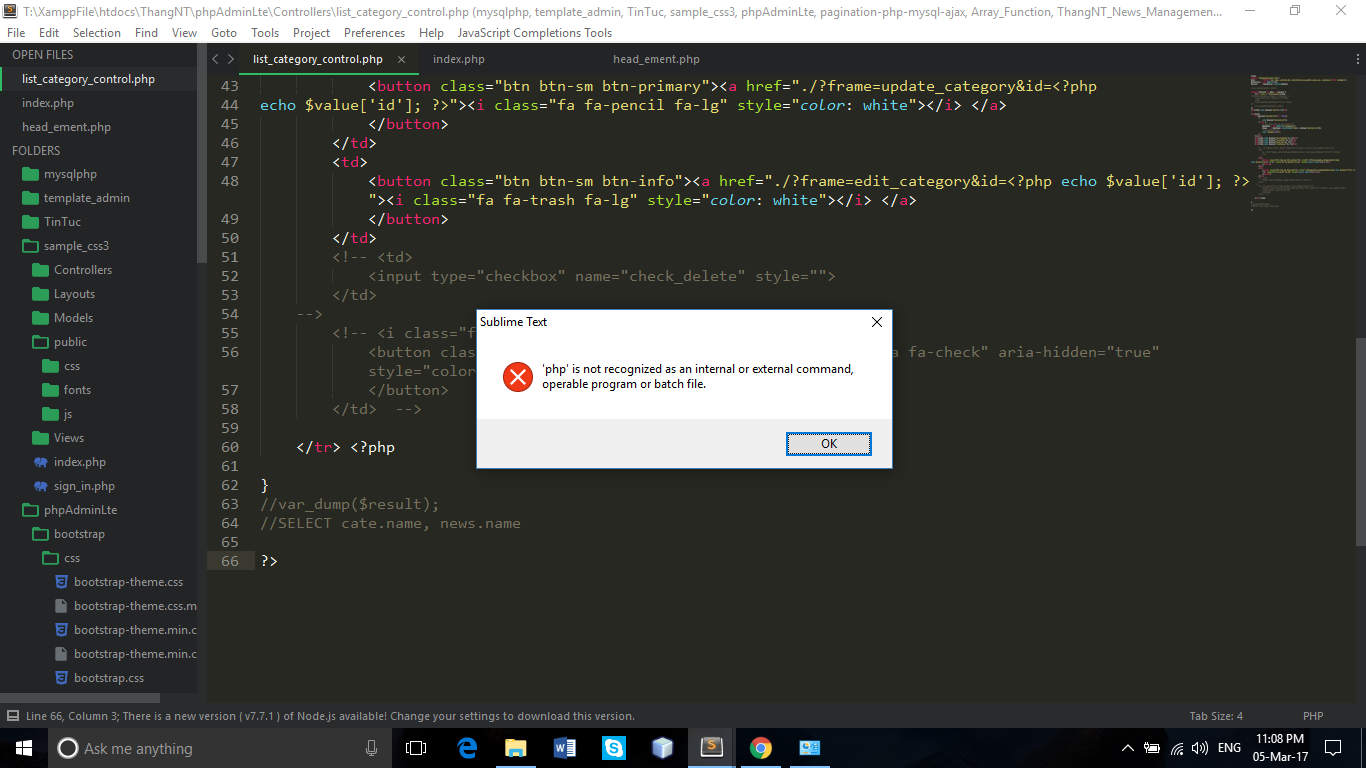 T:\XamppFile\htdocs\ThangNT\phpAdminLte\Controllers\list_category_control.php (mysqlphp, template_admin, TinTuc, sample_css3, phpAdminLte, pagination-php-mysql-ajax, Array_Function, ThangNT_News_Managemen...
File Edit Selection Find View Goto Tools Project Preferences Help JavaScript Completions Tools
OPEN FILES
list_category_control.php
index.php
head_ement.php
FOLDERS
mysqlphp
template_admin
TinTuc
sample_css3
Controllers
Layouts
Models
public
css
fonts
js
Views
index.php
sign_in.php
phpAdminLte
bootstrap
css
bootstrap-theme.css
bootstrap-theme.css.m
bootstrap-theme.min.c
bootstrap-theme.min.c
bootstrap.css
list_category_control.php × index.php head_ement.php
43 <button class="btn btn-sm btn-primary"><a href="./?frame=update_category&id=<?php
44 echo $value['id']; ?>"><i class="fa fa-pencil fa-lg" style="color: white"></i> </a>
45 </button>
46 </td>
47 <td>
48 <button class="btn btn-sm btn-info"><a href="./?frame=edit_category&id=<?php echo $value['id']; ?>
"><i class="fa fa-trash fa-lg" style="color: white"></i> </a>
49 </button>
50 </td>
51 <!-- <td>
52 <input type="checkbox" name="check_delete" style="">
53 </td>
54 -->
55 <!-- <i class="f
56 <button clas a fa-check" aria-hidden="true"
style="color
57 </button>
58 </td> -->
59
60 </tr> <?php
61
62 }
63 //var_dump($result);
64 //SELECT cate.name, news.name
65
66 ?>
Sublime Text
'php' is not recognized as an internal or external command,
operable program or batch file.
OK
Line 66, Column 3; There is a new version ( v7.7.1 ) of Node.js available! Change your settings to download this version. Tab Size: 4 PHP
Ask me anything
ENG
11:08 PM
05-Mar-17